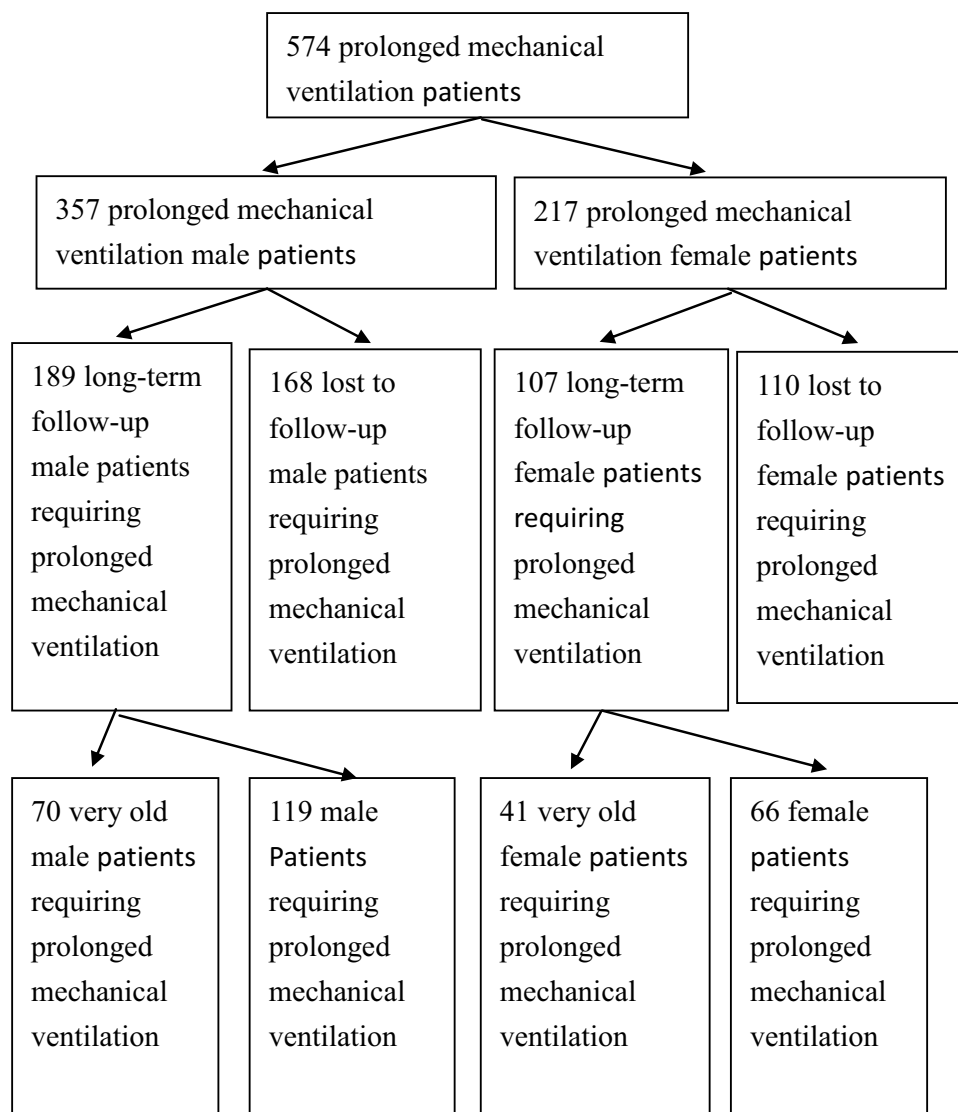 574 prolonged mechanical
ventilation patients
357 prolonged mechanical
ventilation male patients
217 prolonged mechanical
ventilation female patients
189 long-term
follow-up
male patients
requiring
prolonged
mechanical
ventilation
168 lost to
follow-up
male patients
requiring
prolonged
mechanical
ventilation
107 long-term
follow-up
female patients
requiring
prolonged
mechanical
ventilation
110 lost to
follow-up
female patients
requiring
prolonged
mechanical
ventilation
70 very old
male patients
requiring
prolonged
mechanical
ventilation
119 male
Patients
requiring
prolonged
mechanical
ventilation
41 very old
female patients
requiring
prolonged
mechanical
ventilation
66 female
patients
requiring
prolonged
mechanical
ventilation